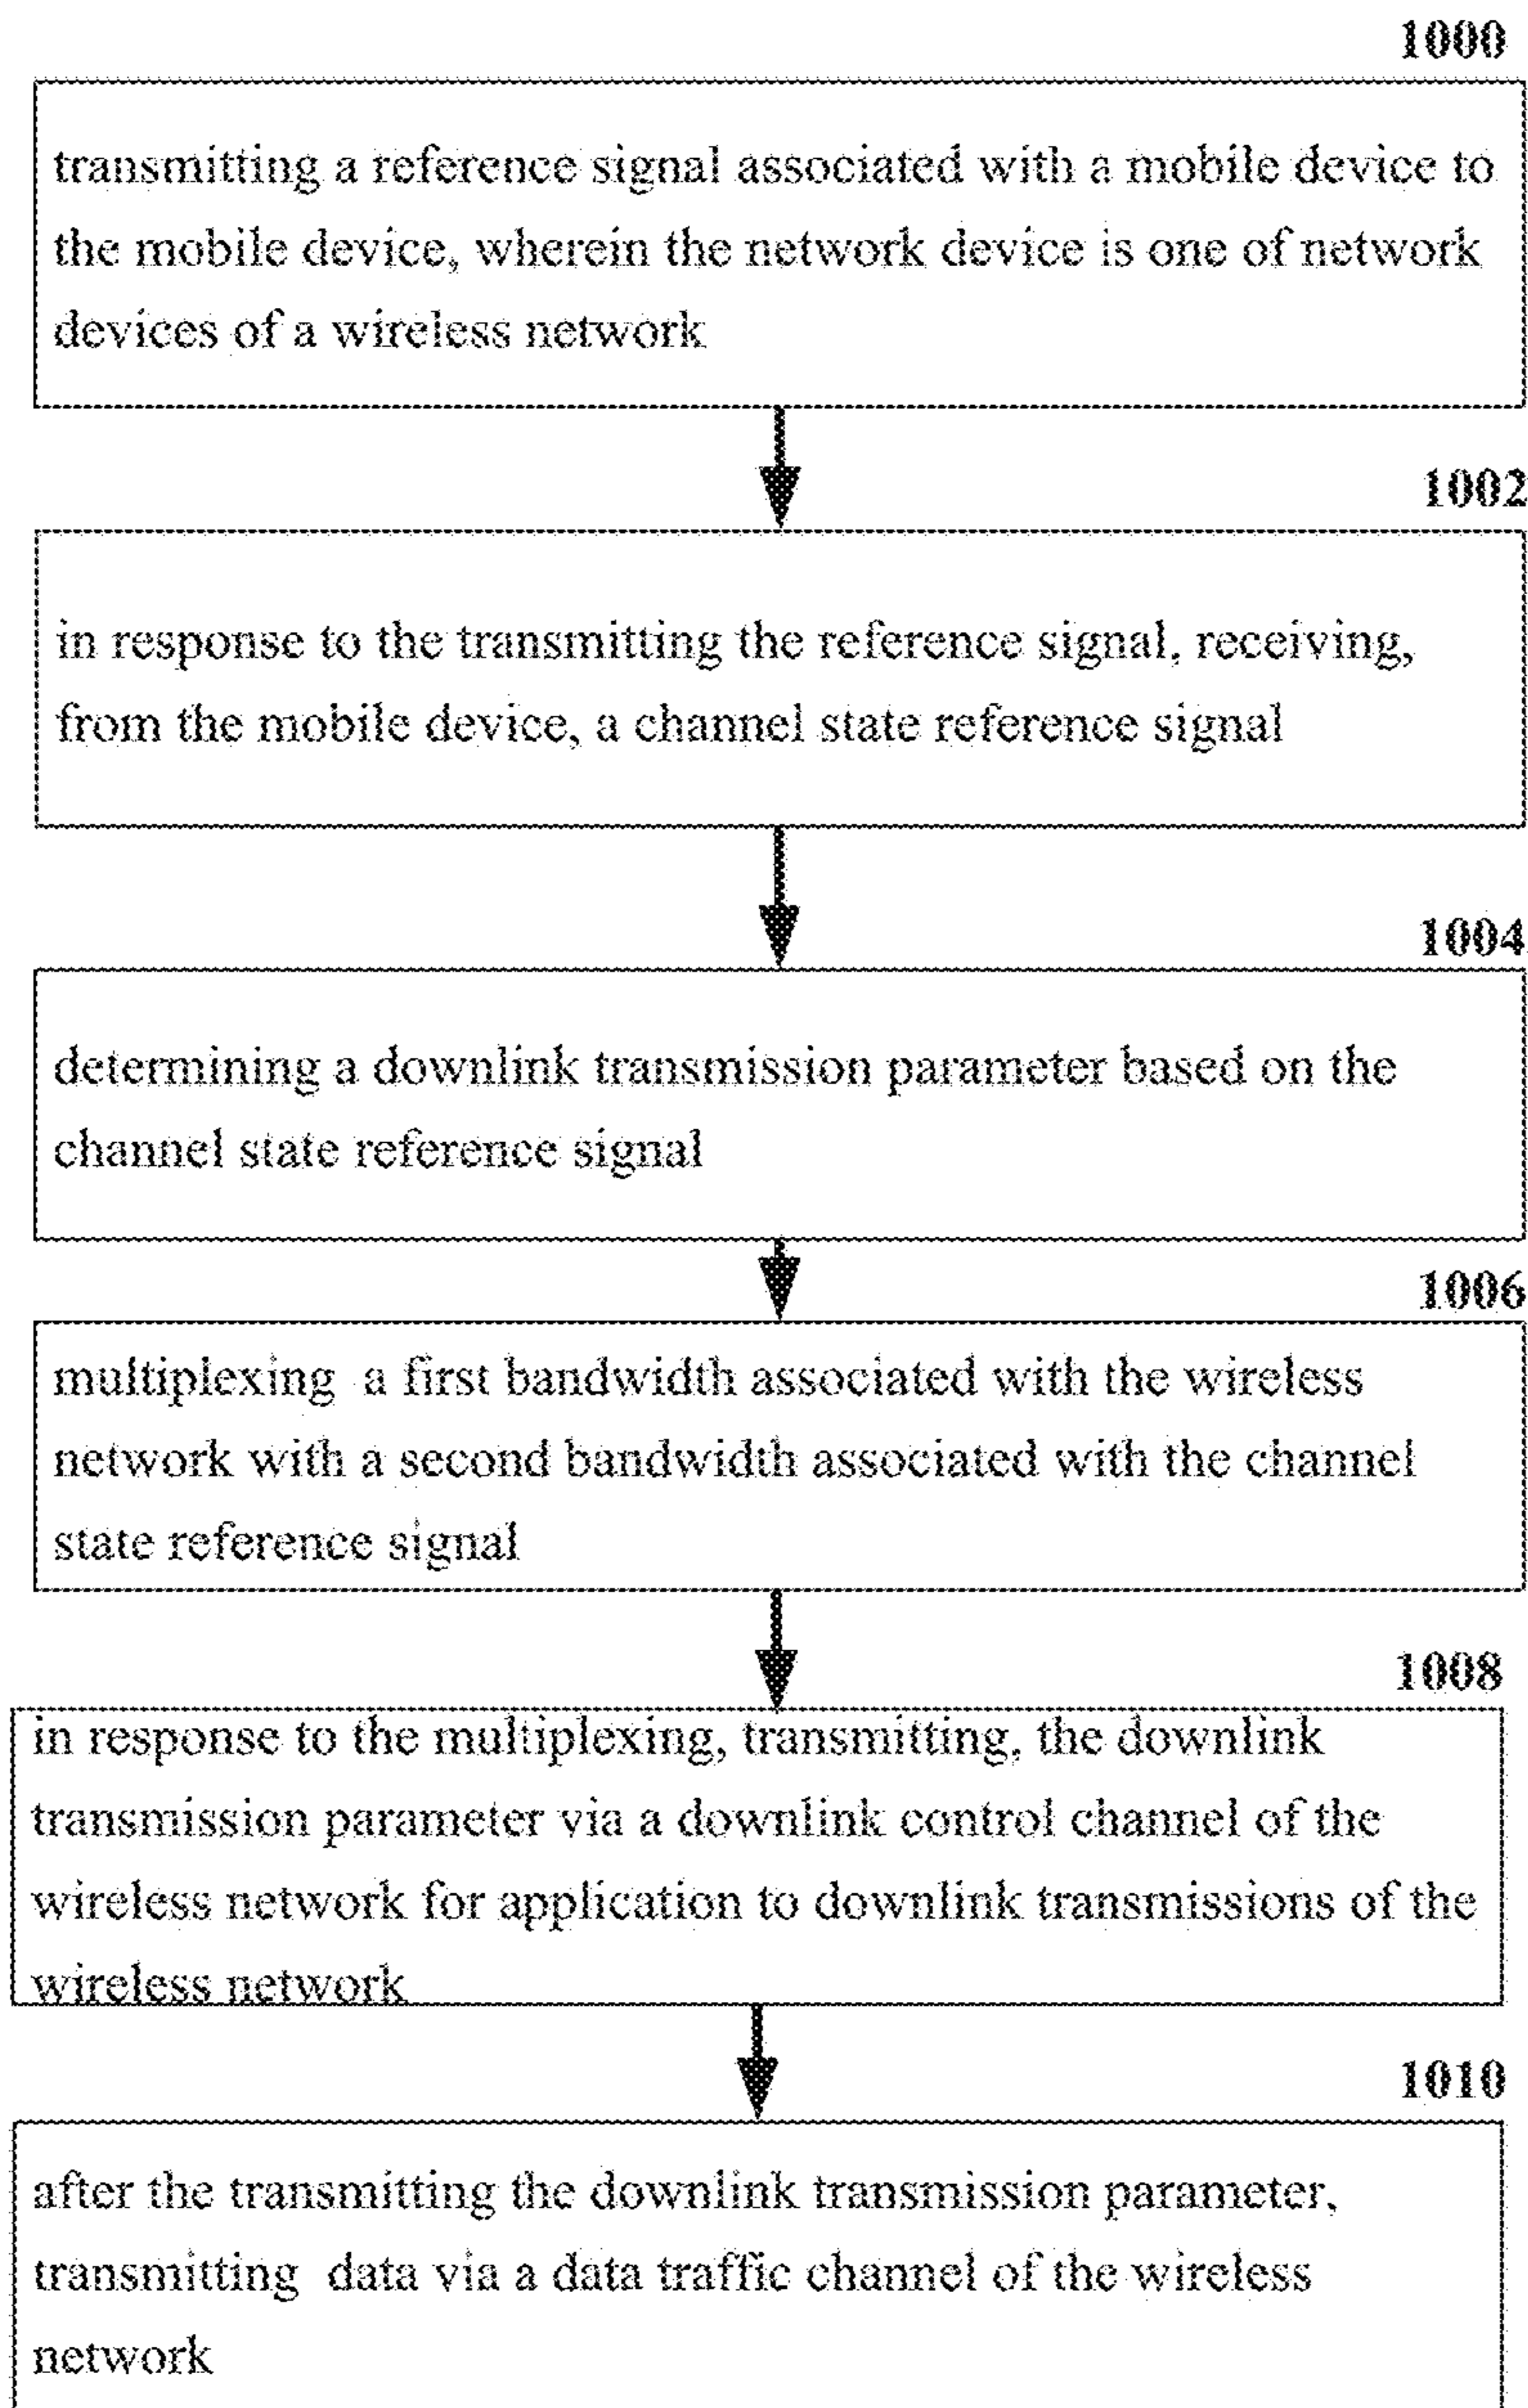 1000
transmitting a reference signal associated with a mobile device to
the mobile device, wherein the network device is one of network
devices of a wireless network
1002
in response to the transmitting the reference signal, receiving,
from the mobile device, a channel state reference signal
1004
determining a downlink transmission parameter based on the
channel state reference signal
1006
multiplexing a first bandwidth associated with the wireless
network with a second bandwidth associated with the channel
state reference signal
1008
in response to the multiplexing, transmitting, the downlink
transmission parameter via a downlink control channel of the
wireless network for application to downlink transmissions of the
wireless network
1010
after the transmitting the downlink transmission parameter,
transmitting data via a data traffic channel of the wireless
network